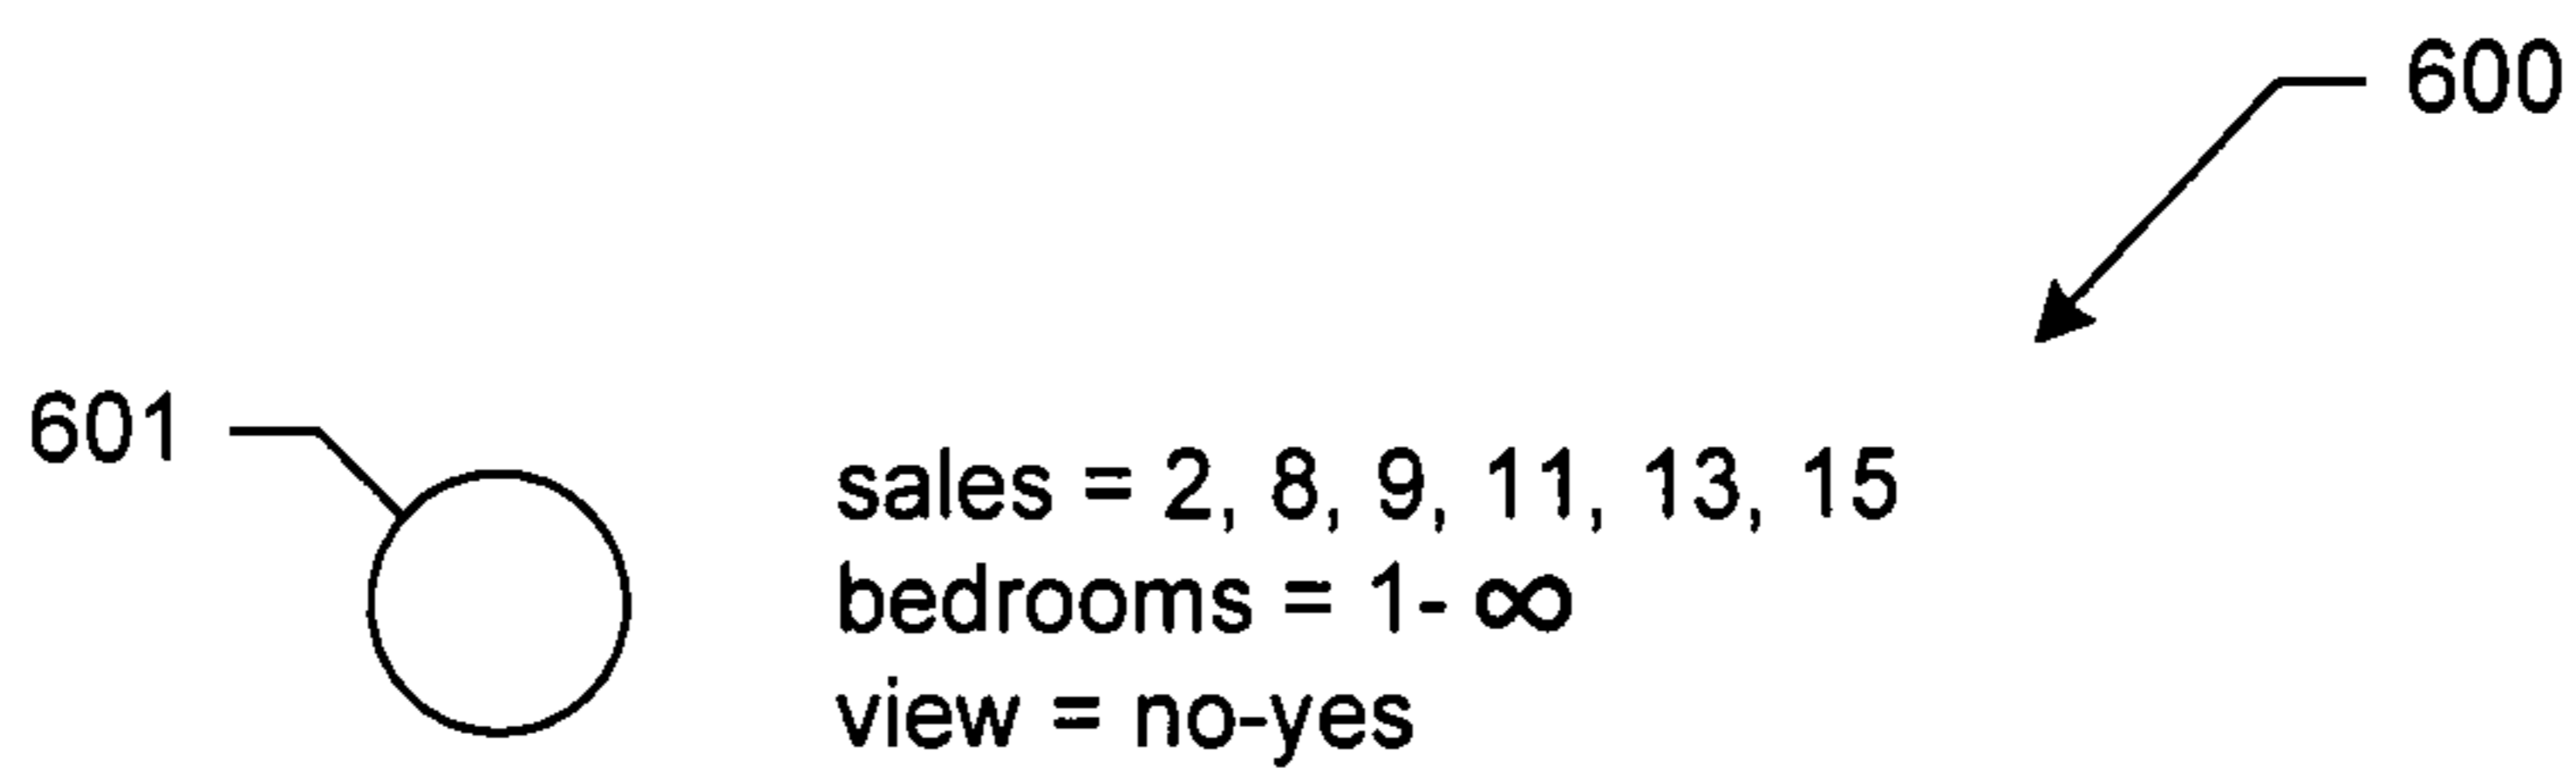 600
601
sales = 2, 8, 9, 11, 13, 15
bedrooms = 1- ∞
view = no-yes